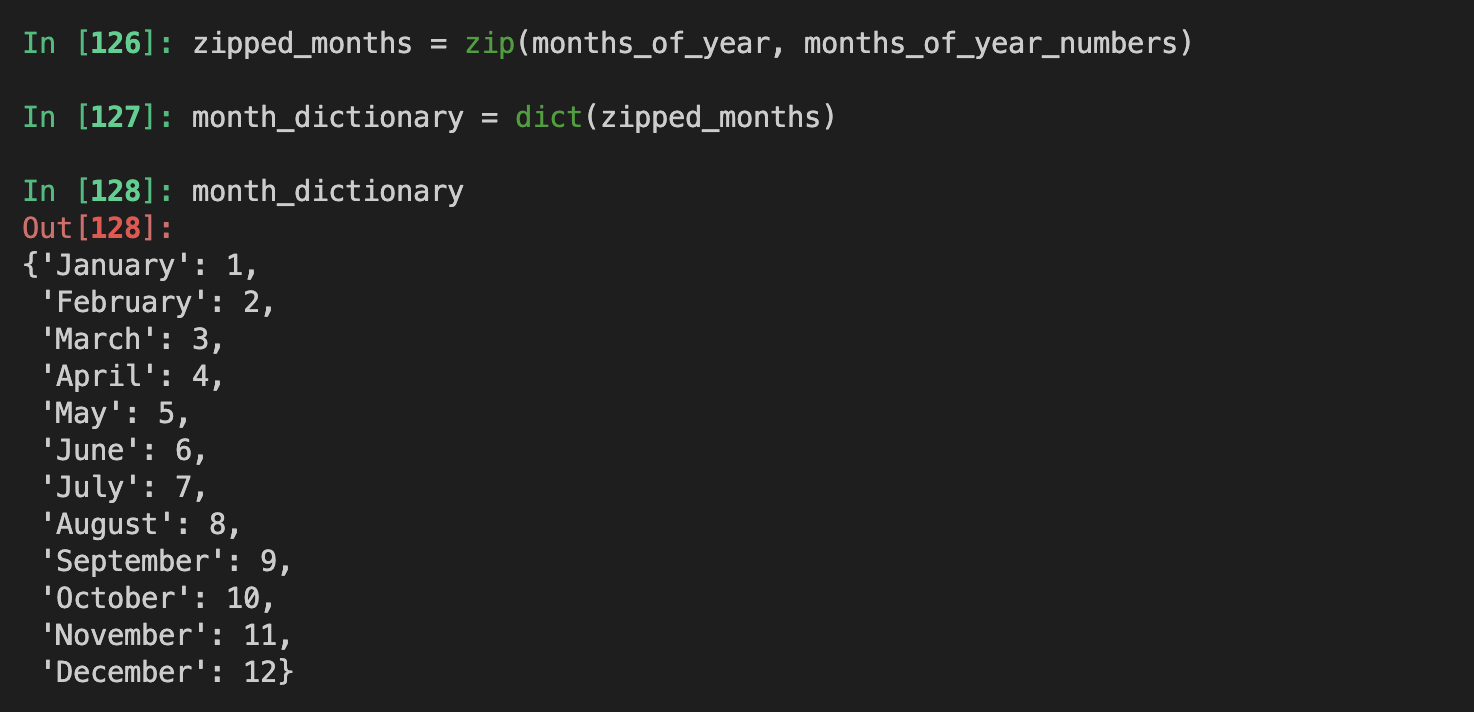 In [126]: zipped_months = zip(months_of_year, months_of_year_numbers)
In [127]: month_dictionary = dict(zipped_months)
In [128]: month_dictionary
Out[128]:
{'January': 1,
 'February': 2,
 'March': 3,
 'April': 4,
 'May': 5,
 'June': 6,
 'July': 7,
 'August': 8,
 'September': 9,
 'October': 10,
 'November': 11,
 'December': 12}